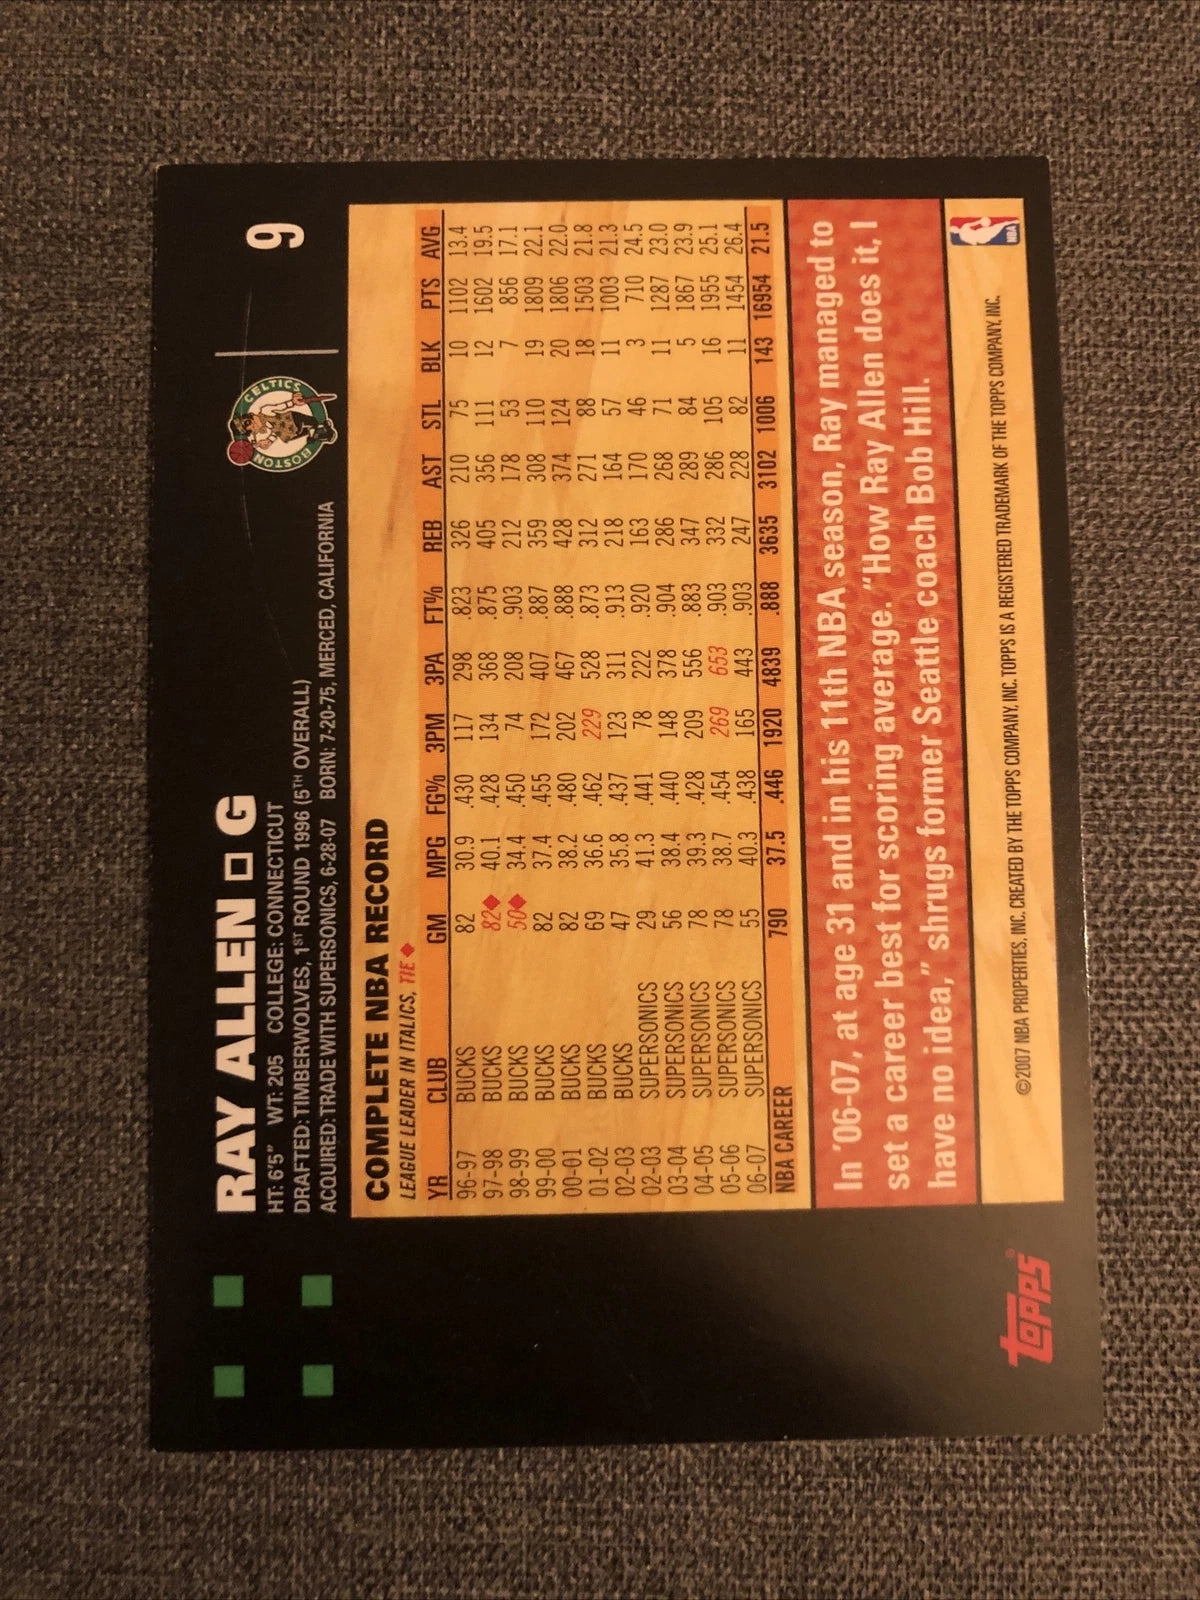 RAY ALLEN □ G
9
HT: 6'5" WT: 205 COLLEGE: CONNECTICUT
DRAFTED: TIMBERWOLVES, 1ST ROUND 1996 (5TH OVERALL)
ACQUIRED: TRADE WITH SUPERSONICS, 6-28-07 BORN: 7-20-75, MERCED, CALIFORNIA
BOSTON CELTICS
COMPLETE NBA RECORD
LEAGUE LEADER IN ITALICS, TIE ♦
YR CLUB GM MPG FG% 3PM 3PA FT% REB AST STL BLK PTS AVG
96-97 BUCKS 82 30.9 .430 117 298 .823 326 210 75 10 1102 13.4
97-98 BUCKS 82♦ 40.1 .428 134 368 .875 405 356 111 12 1602 19.5
98-99 BUCKS 50♦ 34.4 .450 74 208 .903 212 178 53 7 856 17.1
99-00 BUCKS 82 37.4 .455 172 407 .887 359 308 110 19 1809 22.1
00-01 BUCKS 82 38.2 .480 202 467 .888 428 374 124 20 1806 22.0
01-02 BUCKS 69 36.6 .462 229 528 .873 312 271 88 18 1503 21.8
02-03 BUCKS 47 35.8 .437 123 311 .913 218 164 57 11 1003 21.3
02-03 SUPERSONICS 29 41.3 .441 78 222 .920 163 170 46 3 710 24.5
03-04 SUPERSONICS 56 38.4 .440 148 378 .904 286 268 71 11 1287 23.0
04-05 SUPERSONICS 78 39.3 .428 209 556 .883 347 289 84 5 1867 23.9
05-06 SUPERSONICS 78 38.7 .454 269 653 .903 332 286 105 16 1955 25.1
06-07 SUPERSONICS 55 40.3 .438 165 443 .903 247 228 82 11 1454 26.4
NBA CAREER 790 37.5 .446 1920 4839 .888 3635 3102 1006 143 16954 21.5
In '06-07, at age 31 and in his 11th NBA season, Ray managed to
set a career best for scoring average. "How Ray Allen does it, I
have no idea," shrugs former Seattle coach Bob Hill.
©2007 NBA PROPERTIES, INC. CREATED BY THE TOPPS COMPANY, INC. TOPPS IS A REGISTERED TRADEMARK OF THE TOPPS COMPANY, INC.
NBA
TOPPS®